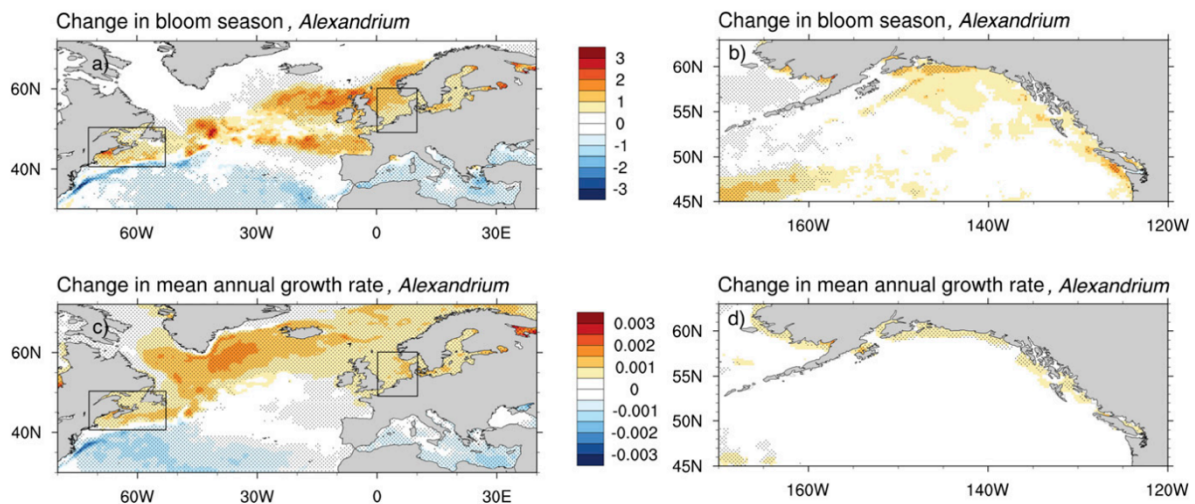 Change in bloom season , Alexandrium
a)
60N
40N
60W
30W
0
30E
3
2
1
0
-1
-2
-3
Change in bloom season, Alexandrium
b)
60N
55N
50N
45N
160W
140W
120W
Change in mean annual growth rate , Alexandrium
c)
60N
40N
60W
30W
0
30E
0.003
0.002
0.001
0
-0.001
-0.002
-0.003
Change in mean annual growth rate , Alexandrium
d)
60N
55N
50N
45N
160W
140W
120W